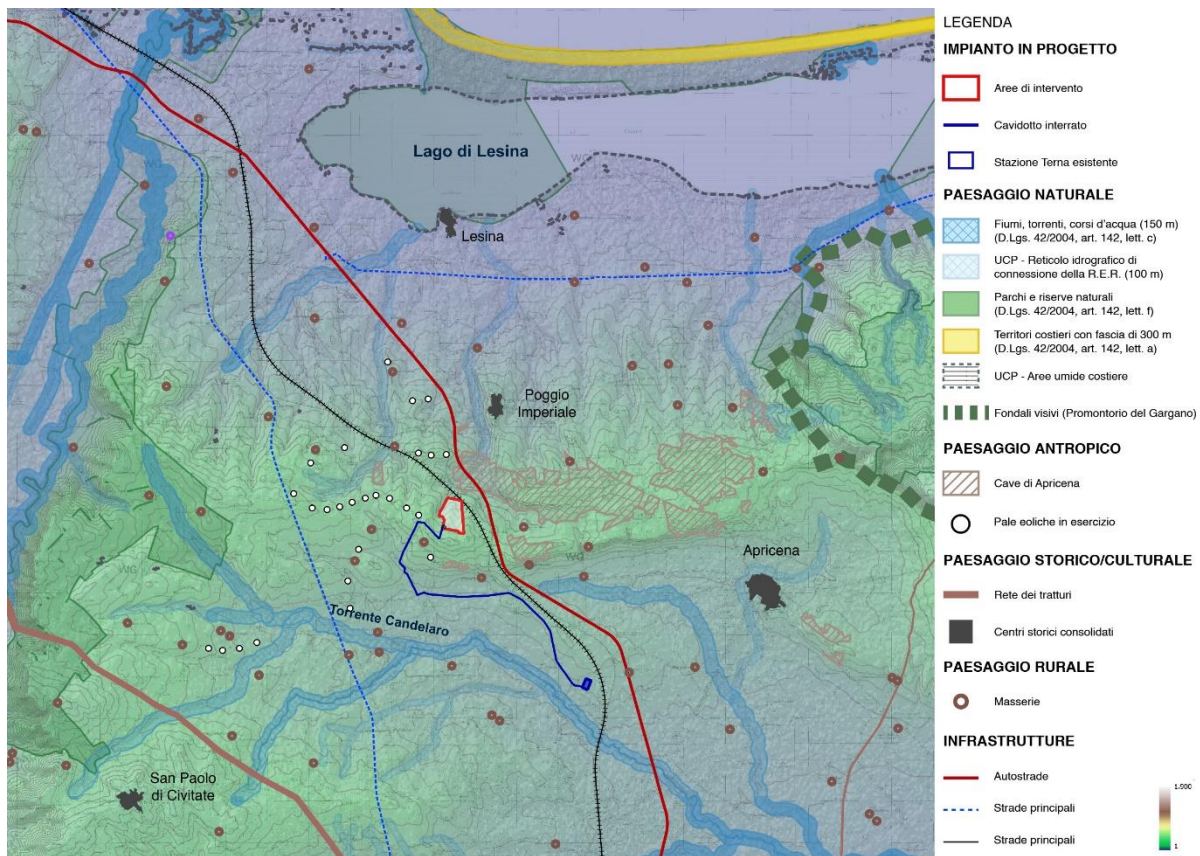 Lago di Lesina
Lesina
Poggio
Imperiale
Apricena
Torrente Candelaro
San Paolo
di Civitate
WG
WG
WG
LEGENDA
IMPIANTO IN PROGETTO
Aree di intervento
Cavidotto interrato
Stazione Terna esistente
PAESAGGIO NATURALE
Fiumi, torrenti, corsi d'acqua (150 m)
(D.Lgs. 42/2004, art. 142, lett. c)
UCP - Reticolo idrografico di
connessione della R.E.R. (100 m)
Parchi e riserve naturali
(D.Lgs. 42/2004, art. 142, lett. f)
Territori costieri con fascia di 300 m
(D.Lgs. 42/2004, art. 142, lett. a)
UCP - Aree umide costiere
Fondali visivi (Promontorio del Gargano)
PAESAGGIO ANTROPICO
Cave di Apricena
Pale eoliche in esercizio
PAESAGGIO STORICO/CULTURALE
Rete dei tratturi
Centri storici consolidati
PAESAGGIO RURALE
Masserie
INFRASTRUTTURE
Autostrade
Strade principali
Strade principali
1